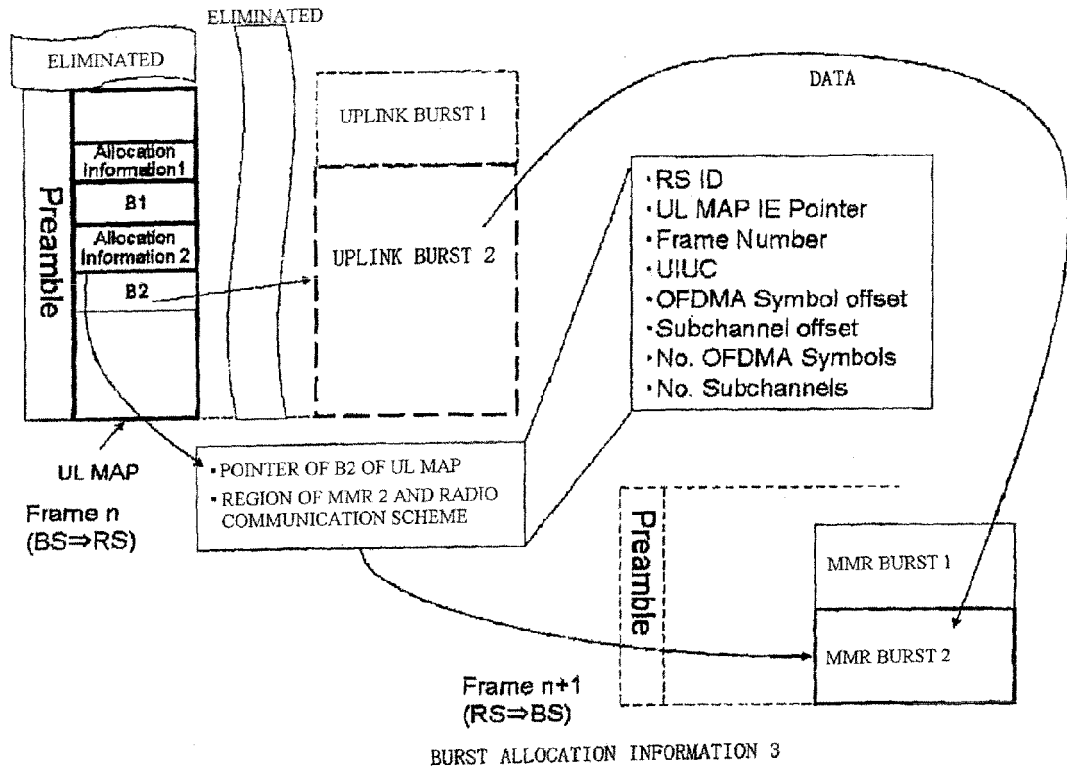 ELIMINATED
ELIMINATED
Preamble
Allocation
Information 1
B1
Allocation
Information 2
B2
UL MAP
Frame n
(BS⇒RS)
UPLINK BURST 1
UPLINK BURST 2
DATA
・RS ID
・UL MAP IE Pointer
・Frame Number
・UIUC
・OFDMA Symbol offset
・Subchannel offset
・No. OFDMA Symbols
・No. Subchannels
・POINTER OF B2 OF UL MAP
・REGION OF MMR 2 AND RADIO
COMMUNICATION SCHEME
Preamble
MMR BURST 1
MMR BURST 2
Frame n+1
(RS⇒BS)
BURST ALLOCATION INFORMATION 3